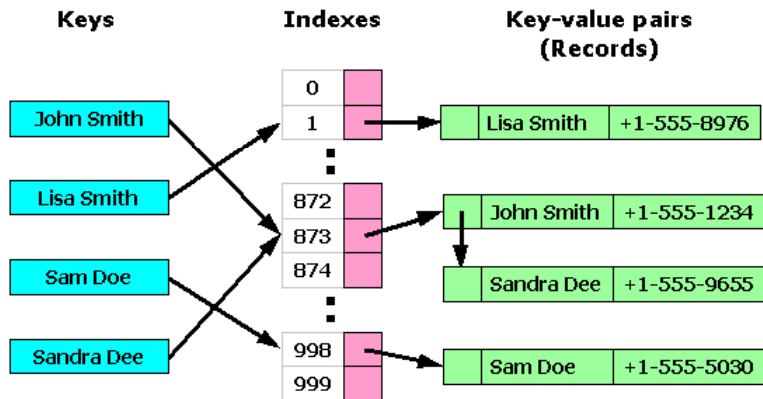 Keys
Indexes
Key-value pairs
(Records)
John Smith
Lisa Smith
Sam Doe
Sandra Dee
0
1
872
873
874
998
999
Lisa Smith +1-555-8976
John Smith +1-555-1234
Sandra Dee +1-555-9655
Sam Doe +1-555-5030